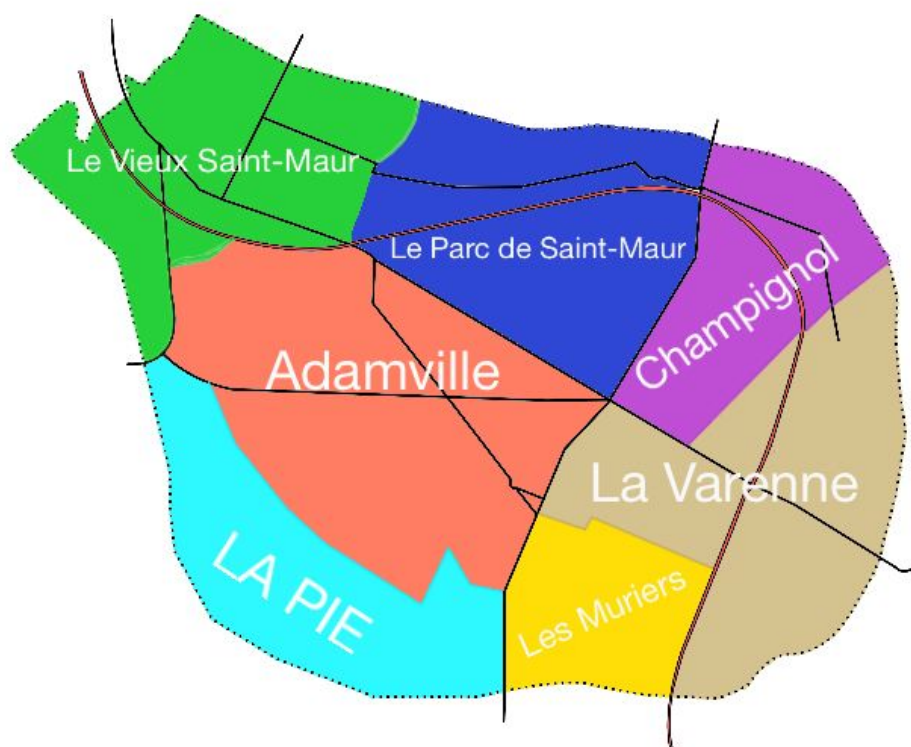 Le Vieux Saint-Maur
Le Parc de Saint-Maur
Champignol
Adamville
La Varenne
LA PIE
Les Muriers